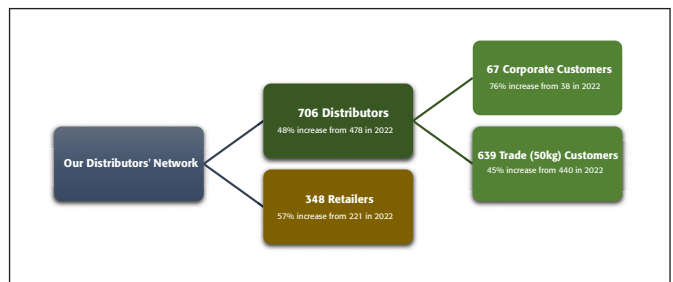 Our Distributors' Network
706 Distributors
48% increase from 478 in 2022
348 Retailers
57% increase from 221 in 2022
67 Corporate Customers
76% increase from 38 in 2022
639 Trade (50kg) Customers
45% increase from 440 in 2022